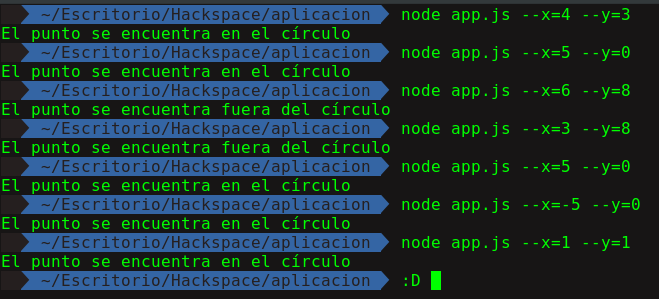 ~/Escritorio/Hackspace/aplicacion node app.js --x=4 --y=3
El punto se encuentra en el círculo
~/Escritorio/Hackspace/aplicacion node app.js --x=5 --y=0
El punto se encuentra en el círculo
~/Escritorio/Hackspace/aplicacion node app.js --x=6 --y=8
El punto se encuentra fuera del círculo
~/Escritorio/Hackspace/aplicacion node app.js --x=3 --y=8
El punto se encuentra fuera del círculo
~/Escritorio/Hackspace/aplicacion node app.js --x=5 --y=0
El punto se encuentra en el círculo
~/Escritorio/Hackspace/aplicacion node app.js --x=-5 --y=0
El punto se encuentra en el círculo
~/Escritorio/Hackspace/aplicacion node app.js --x=1 --y=1
El punto se encuentra en el círculo
~/Escritorio/Hackspace/aplicacion :D